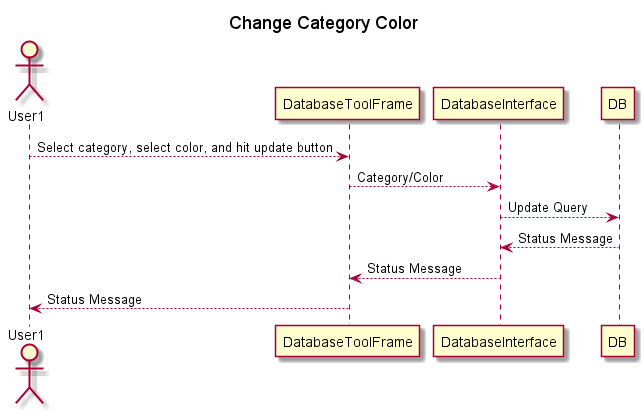 Change Category Color
User1
DatabaseToolFrame
DatabaseInterface
DB
Select category, select color, and hit update button
Category/Color
Update Query
Status Message
Status Message
Status Message
User1
DatabaseToolFrame
DatabaseInterface
DB